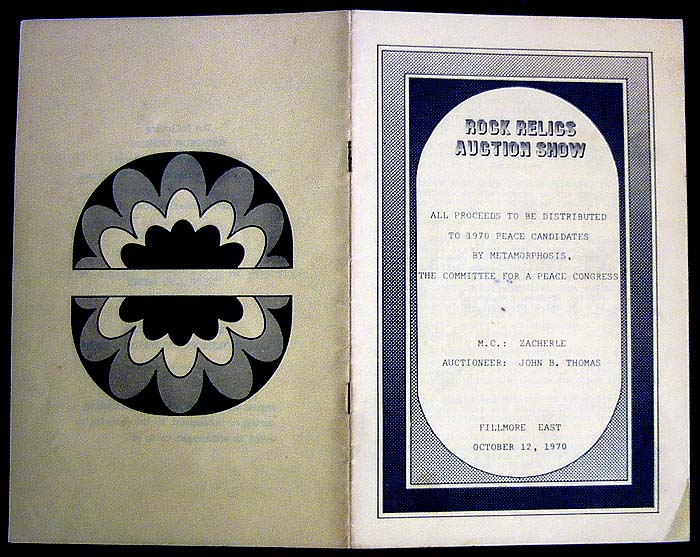 ROCK RELICS
AUCTION SHOW
ALL PROCEEDS TO BE DISTRIBUTED
TO 1970 PEACE CANDIDATES
BY METAMORPHOSIS,
THE COMMITTEE FOR A PEACE CONGRESS
M.C.: ZACHERLE
AUCTIONEER: JOHN B. THOMAS
FILLMORE EAST
OCTOBER 12, 1970